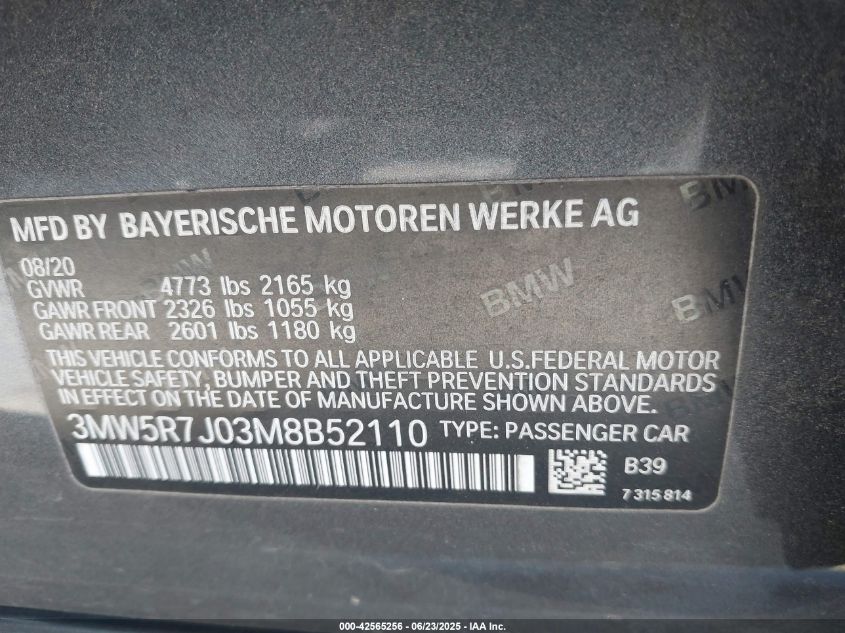 MFD BY BAYERISCHE MOTOREN WERKE AG
08/20
GVWR 4773 lbs 2165 kg
GAWR FRONT 2326 lbs 1055 kg
GAWR REAR 2601 lbs 1180 kg
THIS VEHICLE CONFORMS TO ALL APPLICABLE U.S.FEDERAL MOTOR
VEHICLE SAFETY, BUMPER AND THEFT PREVENTION STANDARDS
IN EFFECT ON THE DATE OF MANUFACTURE SHOWN ABOVE.
3MW5R7J03M8B52110 TYPE: PASSENGER CAR
B39
7 315 814
BMW
BMW
BMW
000-42565256 - 06/23/2025 - IAA Inc.